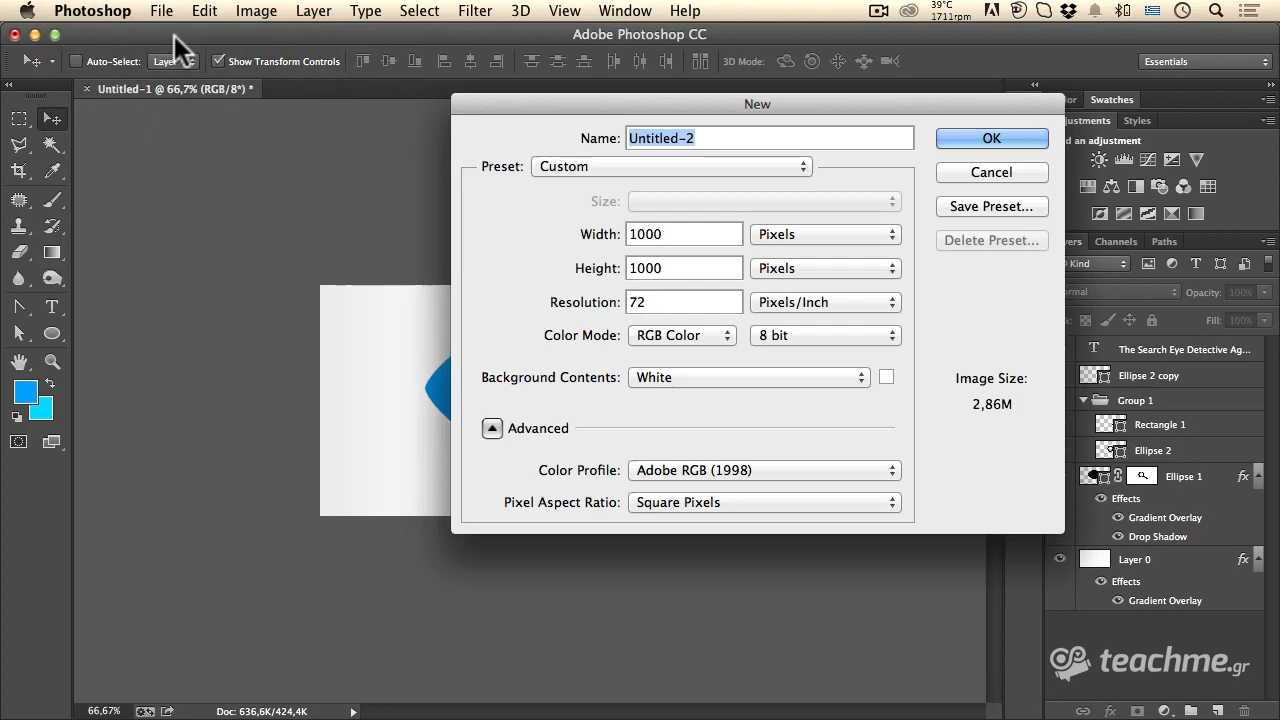 Photoshop File Edit Image Layer Type Select Filter 3D View Window Help 39°C 1711rpm
Adobe Photoshop CC
Auto-Select: Layer Show Transform Controls 3D Mode: Essentials
Untitled-1 @ 66,7% (RGB/8*) *
New
Name: Untitled-2 OK
Preset: Custom Cancel
Size: Save Preset...
Width: 1000 Pixels Delete Preset...
Height: 1000 Pixels
Resolution: 72 Pixels/Inch
Color Mode: RGB Color 8 bit
Background Contents: White
Image Size:
2,86M
Advanced
Color Profile: Adobe RGB (1998)
Pixel Aspect Ratio: Square Pixels
Swatches
Styles
an adjustment
Channels Paths
Kind
Opacity: 100%
Fill: 100%
The Search Eye Detective Ag...
Ellipse 2 copy
Group 1
Rectangle 1
Ellipse 2
Ellipse 1 fx
Effects
Gradient Overlay
Drop Shadow
Layer 0 fx
Effects
Gradient Overlay
teachme.gr
66,67% Doc: 636,6K/424,4K